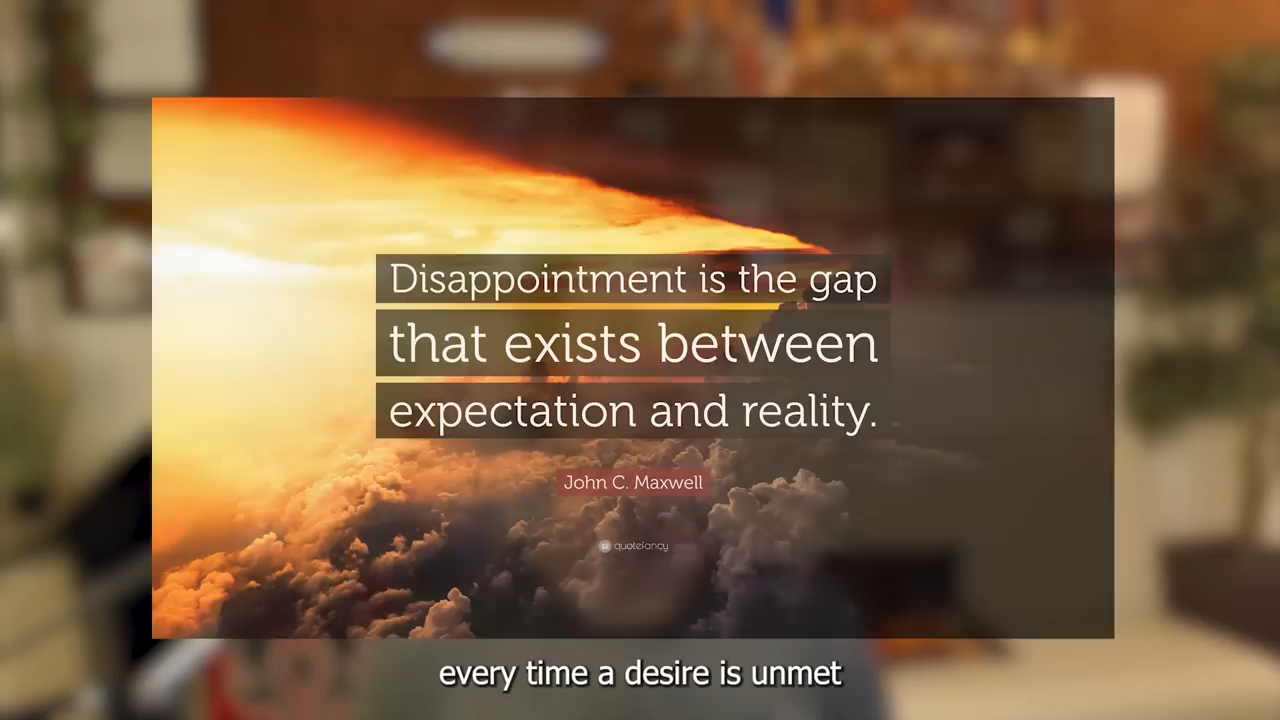 Disappointment is the gap
that exists between
expectation and reality.
John C. Maxwell
quotefancy
every time a desire is unmet